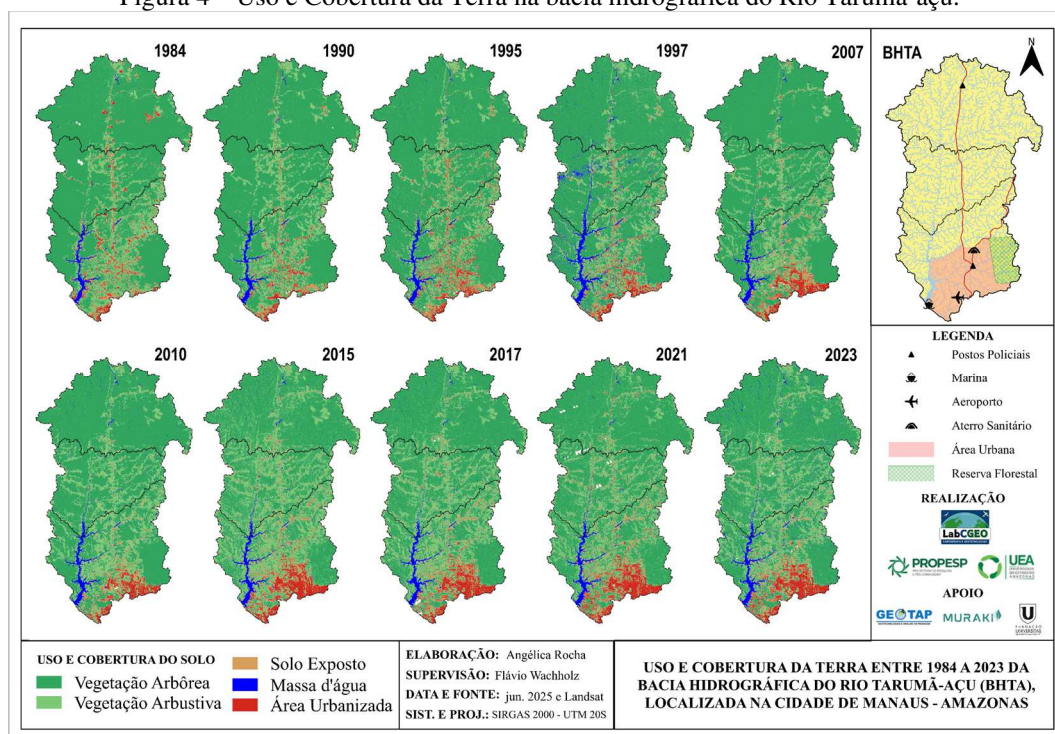 Figura 4 – Uso e Cobertura da Terra na bacia hidrográfica do Rio Tarumã-açu.
1984
1990
1995
1997
2007
BHTA
N
2010
2015
2017
2021
2023
LEGENDA
Postos Policiais
Marina
Aeroporto
Aterro Sanitário
Área Urbana
Reserva Florestal
REALIZAÇÃO
LabCGEO
PROPESP
UEA
APOIO
GEOTAP
MURAKI
FUNDAÇÃO
UNIVERSITAS
USO E COBERTURA DO SOLO
Vegetação Arbórea
Vegetação Arbustiva
Solo Exposto
Massa d'água
Área Urbanizada
ELABORAÇÃO: Angélica Rocha
SUPERVISÃO: Flávio Wachholz
DATA E FONTE: jun. 2025 e Landsat
SIST. E PROJ.: SIRGAS 2000 - UTM 20S
USO E COBERTURA DA TERRA ENTRE 1984 A 2023 DA
BACIA HIDROGRÁFICA DO RIO TARUMÃ-AÇU (BHTA),
LOCALIZADA NA CIDADE DE MANAUS - AMAZONAS